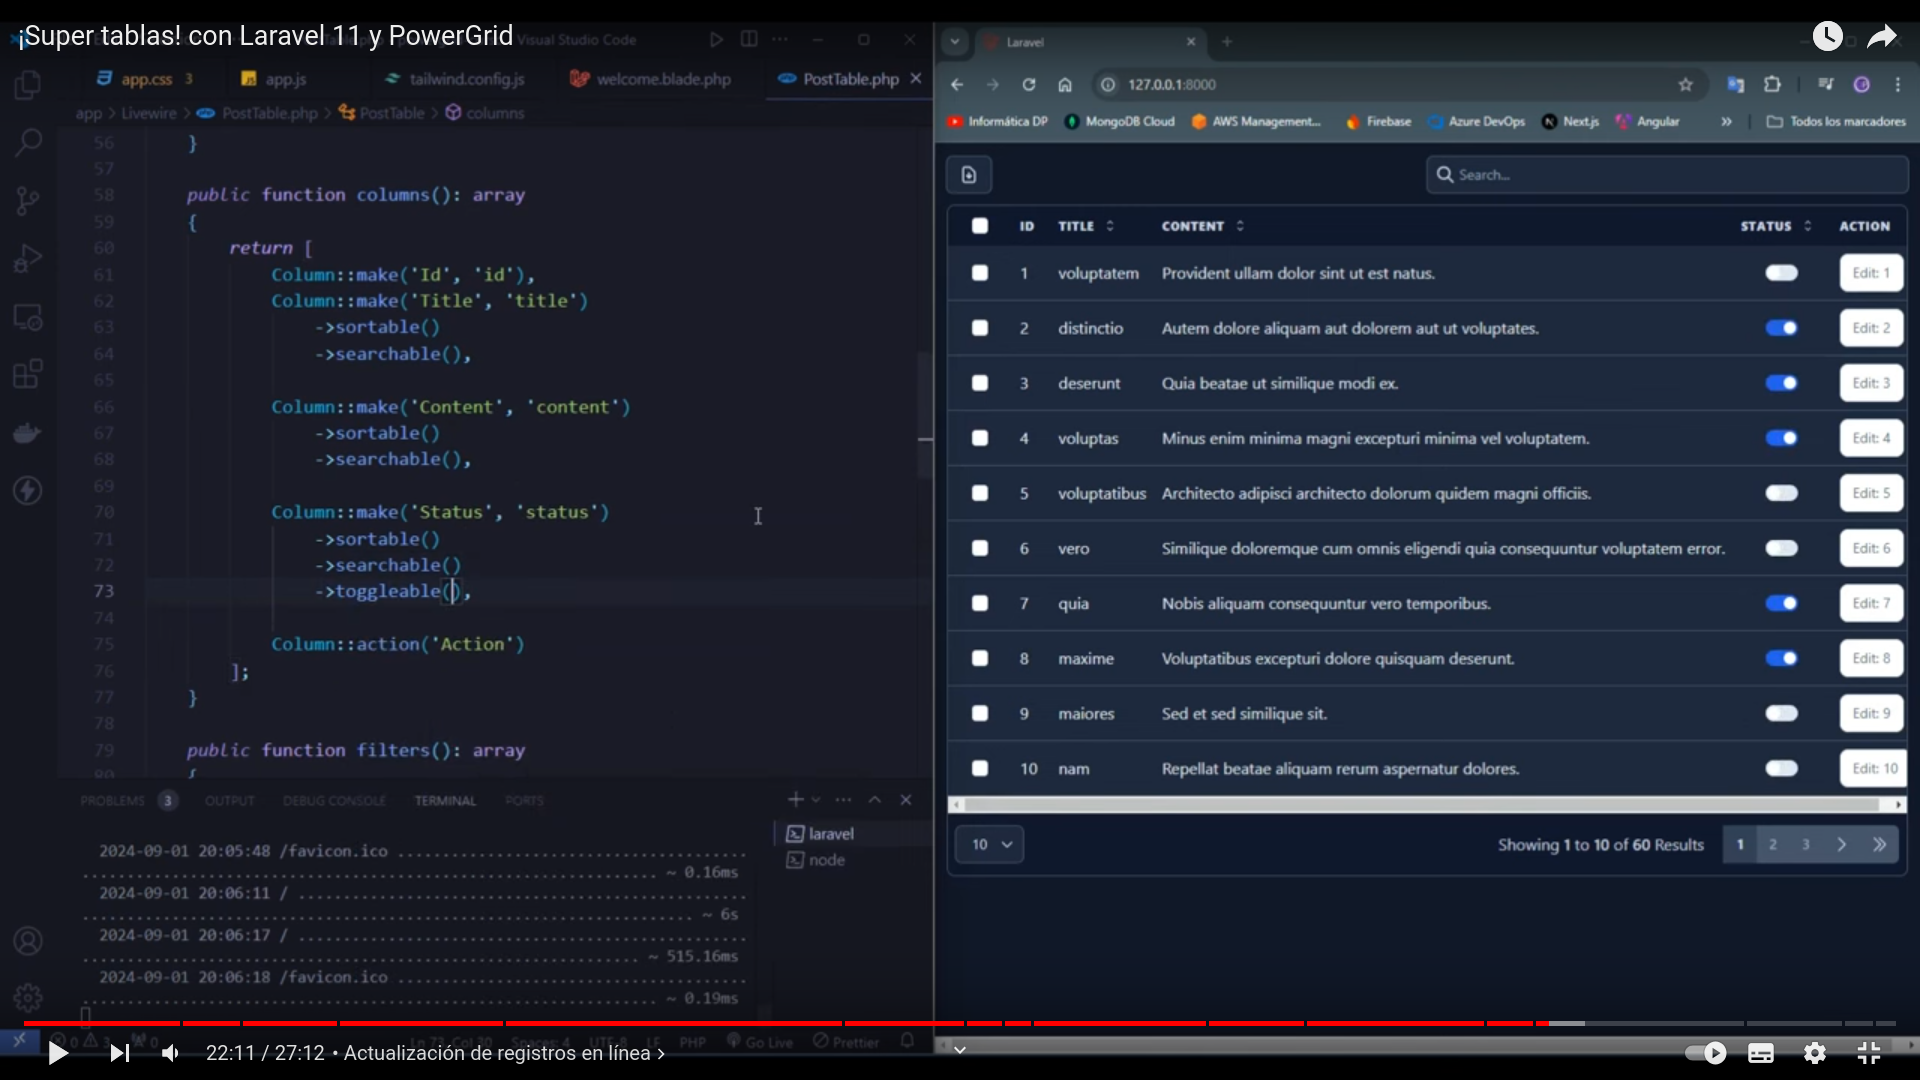 ¡Super tablas! con Laravel 11 y PowerGrid
Visual Studio Code
app.css 3
app.js
tailwind.config.js
welcome.blade.php
PostTable.php
app > Livewire > PostTable.php > PostTable > columns
56 }
57
58 public function columns(): array
59 {
60 return [
61 Column::make('Id', 'id'),
62 Column::make('Title', 'title')
63 ->sortable()
64 ->searchable(),
65
66 Column::make('Content', 'content')
67 ->sortable()
68 ->searchable(),
69
70 Column::make('Status', 'status')
71 ->sortable()
72 ->searchable()
73 ->toggleable(),
74
75 Column::action('Action')
76 ];
77 }
78
79 public function filters(): array
80 {
PROBLEMS 3 OUTPUT DEBUG CONSOLE TERMINAL PORTS
laravel
node
2024-09-01 20:05:48 /favicon.ico ..................................
~ 0.16ms
2024-09-01 20:06:11 / ...........................................
~ 6s
2024-09-01 20:06:17 / ...........................................
~ 515.16ms
2024-09-01 20:06:18 /favicon.ico ..................................
~ 0.19ms
Ln 73, Col 30 Spaces: 4 UTF-8 LF PHP Go Live Prettier
Laravel
127.0.0.1:8000
Informática DP MongoDB Cloud AWS Management... Firebase Azure DevOps Next.js Angular » Todos los marcadores
Search...
ID TITLE CONTENT STATUS ACTION
1 voluptatem Provident ullam dolor sint ut est natus. Edit: 1
2 distinctio Autem dolore aliquam aut dolorem aut ut voluptates. Edit: 2
3 deserunt Quia beatae ut similique modi ex. Edit: 3
4 voluptas Minus enim minima magni excepturi minima vel voluptatem. Edit: 4
5 voluptatibus Architecto adipisci architecto dolorum quidem magni officiis. Edit: 5
6 vero Similique doloremque cum omnis eligendi quia consequuntur voluptatem error. Edit: 6
7 quia Nobis aliquam consequuntur vero temporibus. Edit: 7
8 maxime Voluptatibus excepturi dolore quisquam deserunt. Edit: 8
9 maiores Sed et sed similique sit. Edit: 9
10 nam Repellat beatae aliquam rerum aspernatur dolores. Edit: 10
10
Showing 1 to 10 of 60 Results
1 2 3
22:11 / 27:12 • Actualización de registros en línea